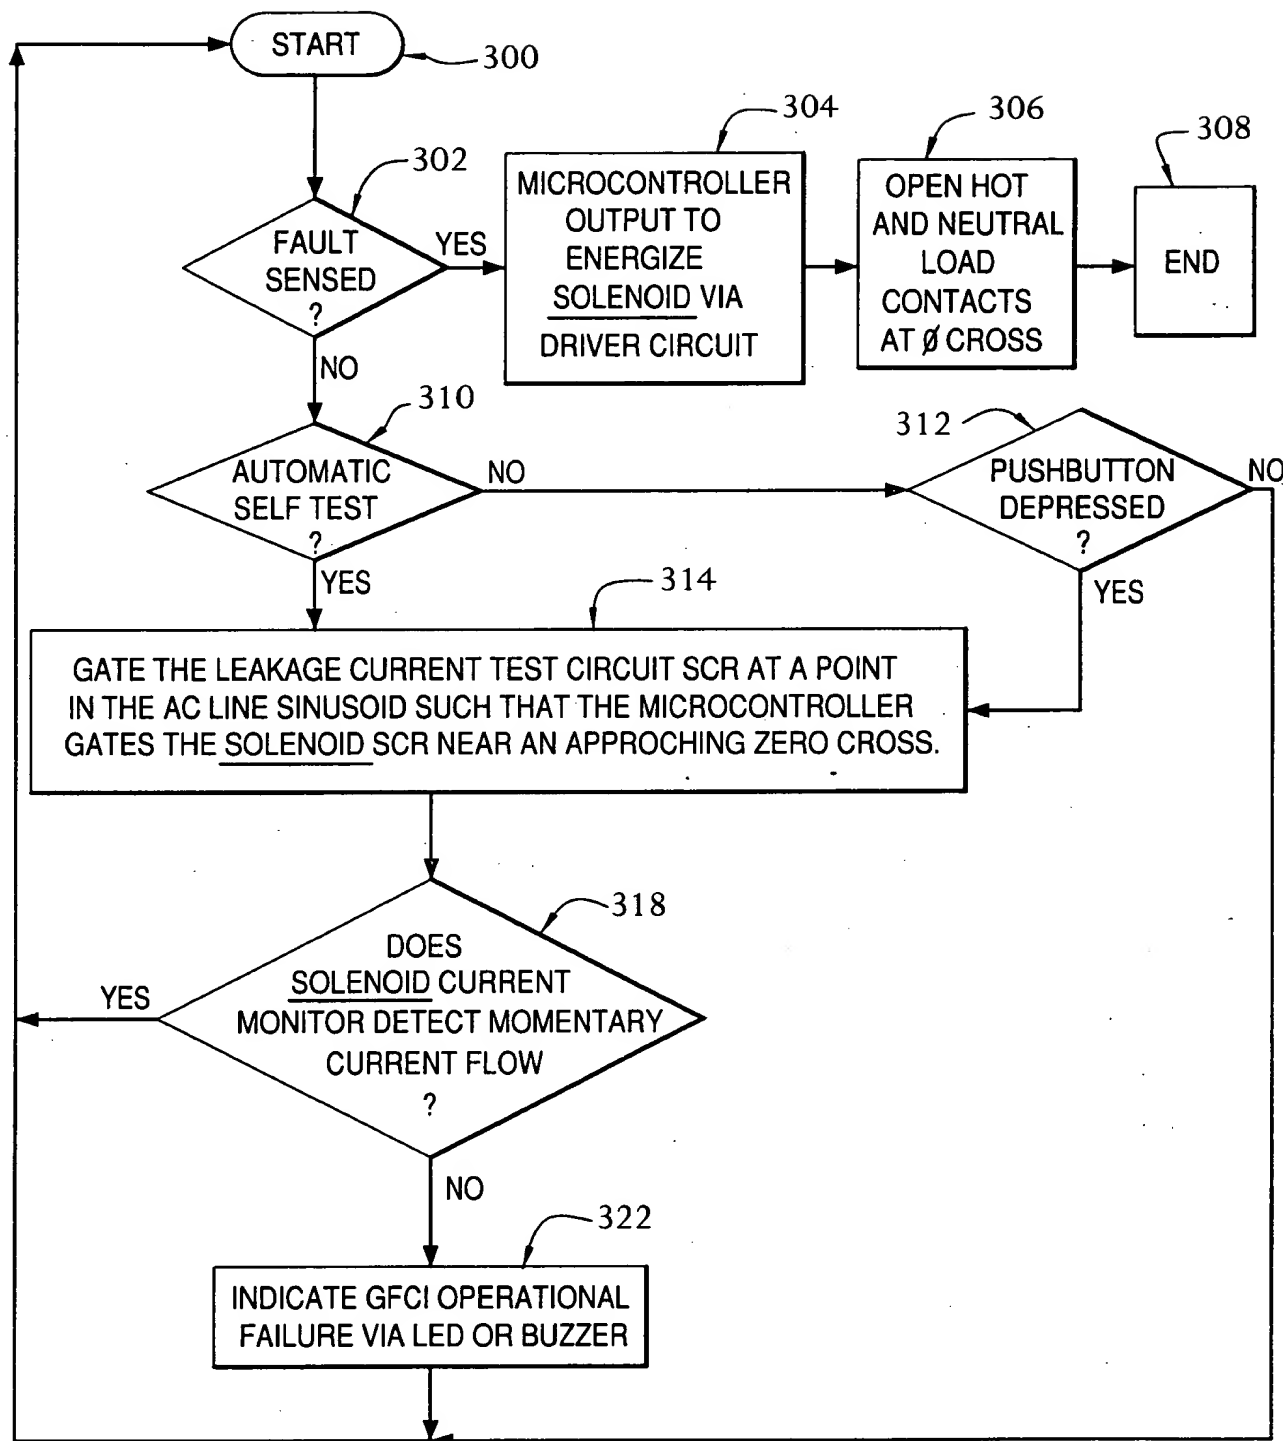 START
300
302
FAULT
SENSED
?
YES
NO
304
MICROCONTROLLER
OUTPUT TO
ENERGIZE
SOLENOID VIA
DRIVER CIRCUIT
306
OPEN HOT
AND NEUTRAL
LOAD
CONTACTS
AT Ø CROSS
308
END
310
AUTOMATIC
SELF TEST
?
NO
YES
312
PUSHBUTTON
DEPRESSED
?
NO
YES
314
GATE THE LEAKAGE CURRENT TEST CIRCUIT SCR AT A POINT
IN THE AC LINE SINUSOID SUCH THAT THE MICROCONTROLLER
GATES THE SOLENOID SCR NEAR AN APPROCHING ZERO CROSS.
318
DOES
SOLENOID CURRENT
MONITOR DETECT MOMENTARY
CURRENT FLOW
?
YES
NO
322
INDICATE GFCI OPERATIONAL
FAILURE VIA LED OR BUZZER